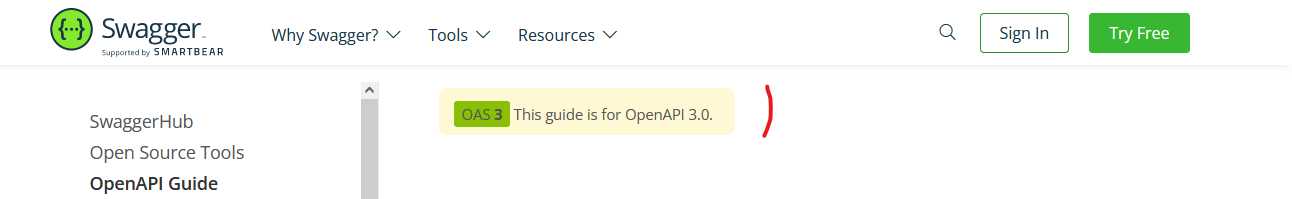 Swagger
Supported by SMARTBEAR
Why Swagger?
Tools
Resources
Sign In
Try Free
SwaggerHub
Open Source Tools
OpenAPI Guide
OAS 3 This guide is for OpenAPI 3.0.